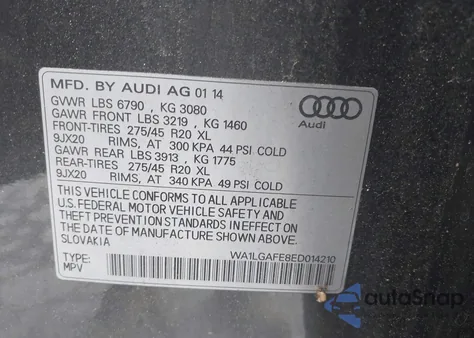 MFD. BY AUDI AG 01 14
GVWR LBS 6790 , KG 3080
GAWR FRONT LBS 3219 , KG 1460
FRONT-TIRES 275/45 R20 XL
9JX20 RIMS, AT 300 KPA 44 PSI COLD
GAWR REAR LBS 3913 , KG 1775
REAR-TIRES 275/45 R20 XL
9JX20 RIMS, AT 340 KPA 49 PSI COLD
Audi
THIS VEHICLE CONFORMS TO ALL APPLICABLE
U.S. FEDERAL MOTOR VEHICLE SAFETY AND
THEFT PREVENTION STANDARDS IN EFFECT ON THE
DATE OF MANUFACTURE SHOWN ABOVE.
SLOVAKIA
WA1LGAFE8ED014210
TYPE:
MPV
autoSnap